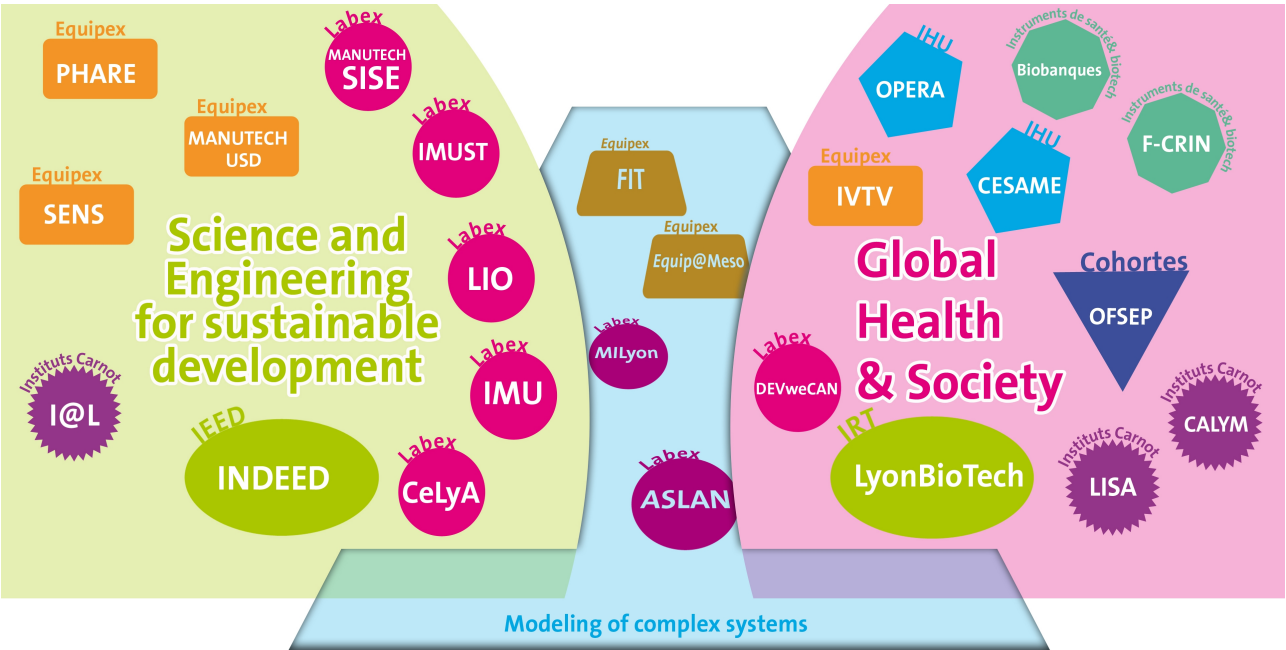 Equipex
PHARE
Labex
MANUTECH
SISE
Equipex
MANUTECH
USD
Labex
IMUST
Equipex
SENS
Science and
Engineering
for sustainable
development
Labex
LIO
Labex
IMU
Instituts Carnot
I@L
IEED
INDEED
Labex
CeLyA
Equipex
FIT
Equipex
Equip@Meso
Labex
MILyon
Labex
ASLAN
Modeling of complex systems
IHU
OPERA
Instruments de santé& biotech
Biobanques
Instruments de santé& biotech
F-CRIN
Equipex
IVTV
IHU
CESAME
Global
Health
& Society
Cohortes
OFSEP
Labex
DEVweCAN
IRT
LyonBioTech
Instituts Carnot
CALYM
Instituts Carnot
LISA